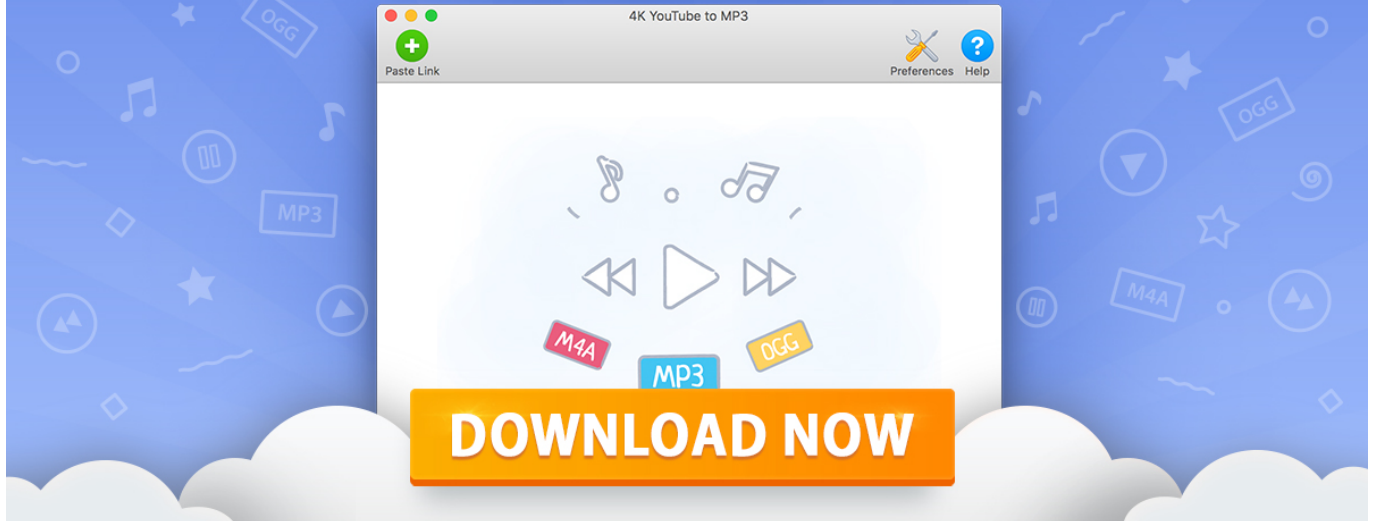 4K YouTube to MP3
Paste Link
Preferences
Help
OGG
MP3
OGG
M4A
M4A
MP3
OGG
DOWNLOAD NOW